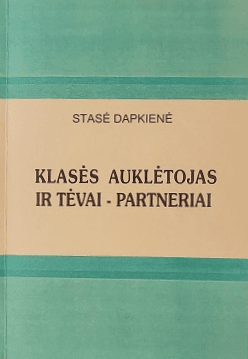 STASĖ DAPKIENĖ
KLASĖS AUKLĖTOJAS
IR TĖVAI - PARTNERIAI